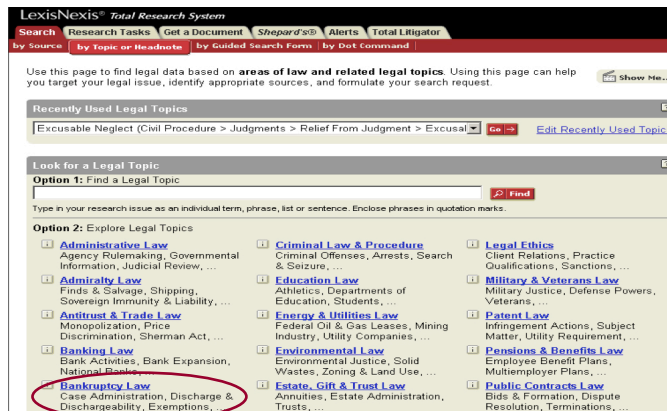 LexisNexis® Total Research System
Search Research Tasks Get a Document Shepard's® Alerts Total Litigator
by Source by Topic or Headnote by Guided Search Form by Dot Command
Use this page to find legal data based on areas of law and related legal topics. Using this page can help
you target your legal issue, identify appropriate sources, and formulate your search request.
Show Me..
Recently Used Legal Topics
Excusable Neglect (Civil Procedure > Judgments > Relief From Judgment > Excusal
Go
Edit Recently Used Topic
Look for a Legal Topic
Option 1: Find a Legal Topic
Find
Type in your research issue as an individual term, phrase, list or sentence. Enclose phrases in quotation marks.
Option 2: Explore Legal Topics
Administrative Law
Agency Rulemaking, Governmental
Information, Judicial Review, ...
Admiralty Law
Finds & Salvage, Shipping,
Sovereign Immunity & Liability, ...
Antitrust & Trade Law
Monopolization, Price
Discrimination, Sherman Act, ...
Banking Law
Bank Activities, Bank Expansion,
National Banks, ...
Bankruptcy Law
Case Administration, Discharge &
Dischargeability, Exemptions, ...
Criminal Law & Procedure
Criminal Offenses, Arrests, Search
& Seizure, ...
Education Law
Athletics, Departments of
Education, Students, ...
Energy & Utilities Law
Federal Oil & Gas Leases, Mining
Industry, Utility Companies, ...
Environmental Law
Environmental Justice, Solid
Wastes, Zoning & Land Use, ...
Estate, Gift & Trust Law
Annuities, Estate Administration,
Trusts, ...
Legal Ethics
Client Relations, Practice
Qualifications, Sanctions, ...
Military & Veterans Law
Military Justice, Defense Powers,
Veterans, ...
Patent Law
Infringement Actions, Subject
Matter, Utility Requirement, ...
Pensions & Benefits Law
Employee Benefit Plans,
Multiemployer Plans, ...
Public Contracts Law
Bids & Formation, Dispute
Resolution, Terminations, ...